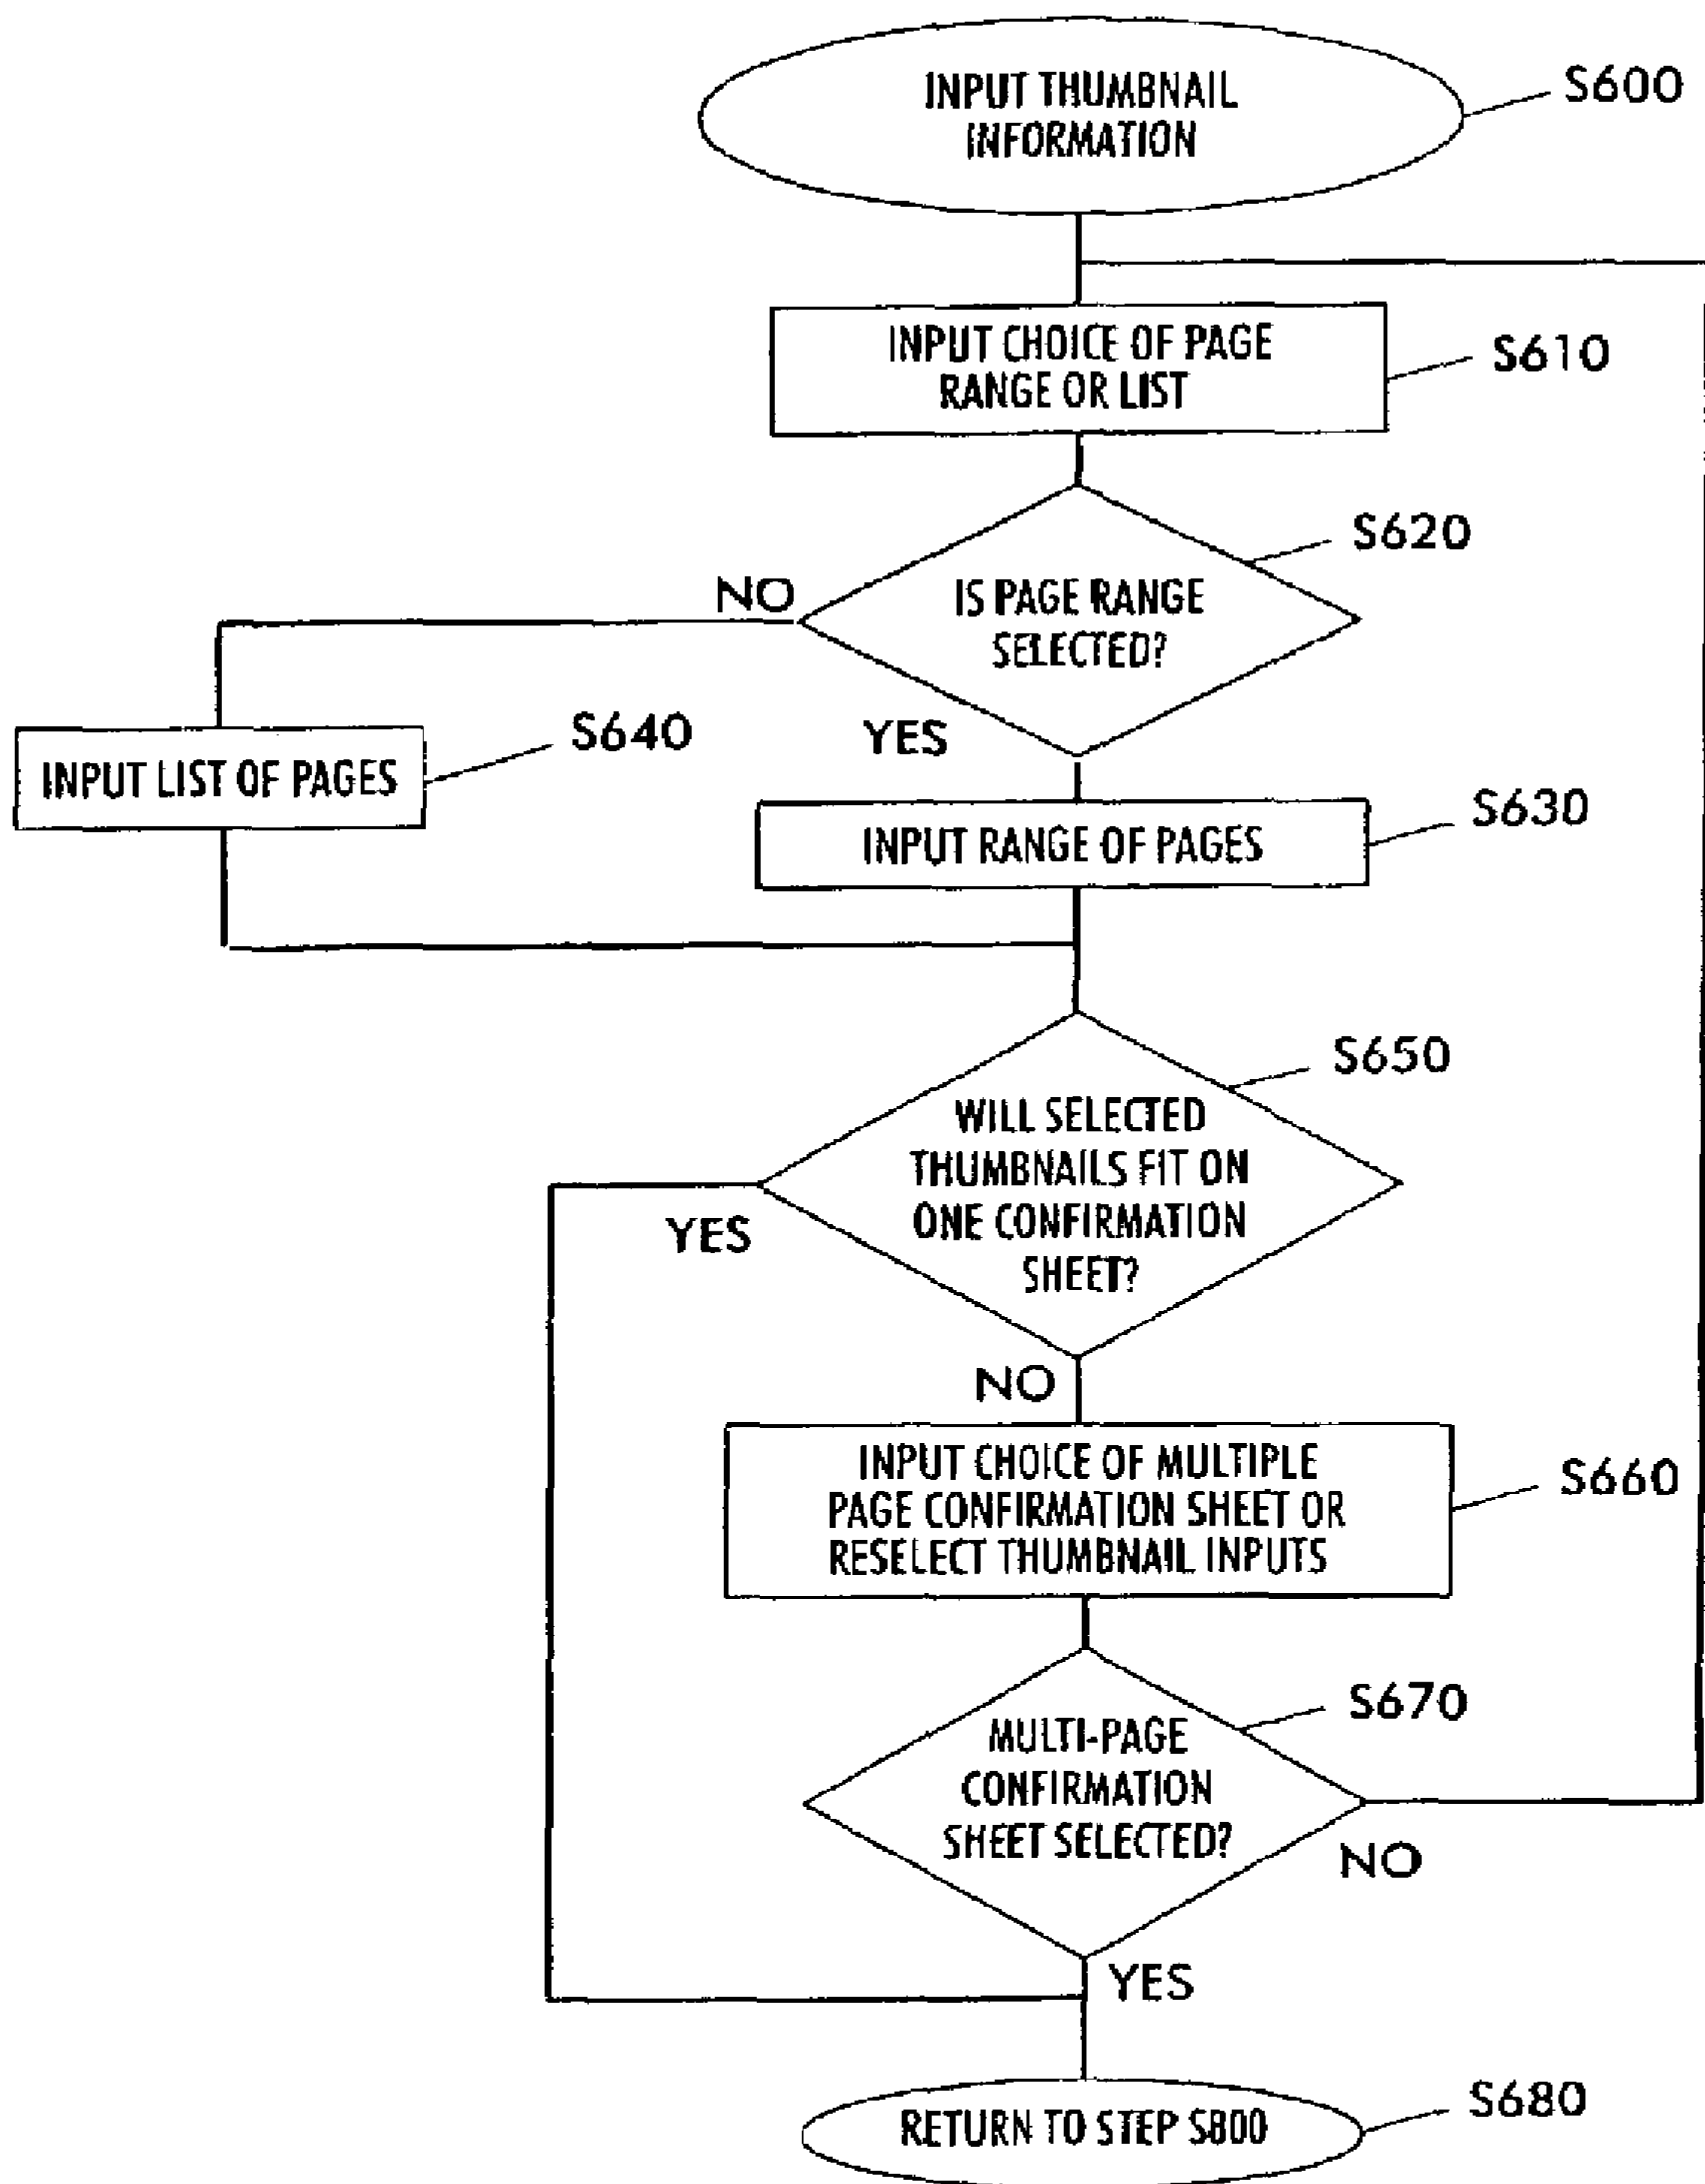 INPUT THUMBNAIL
INFORMATION
S600
INPUT CHOICE OF PAGE
RANGE OR LIST
S610
S620
IS PAGE RANGE
SELECTED?
NO
YES
S640
INPUT LIST OF PAGES
S630
INPUT RANGE OF PAGES
S650
WILL SELECTED
THUMBNAILS FIT ON
ONE CONFIRMATION
SHEET?
YES
NO
INPUT CHOICE OF MULTIPLE
PAGE CONFIRMATION SHEET OR
RESELECT THUMBNAIL INPUTS
S660
S670
MULTI-PAGE
CONFIRMATION
SHEET SELECTED?
NO
YES
RETURN TO STEP S800
S680